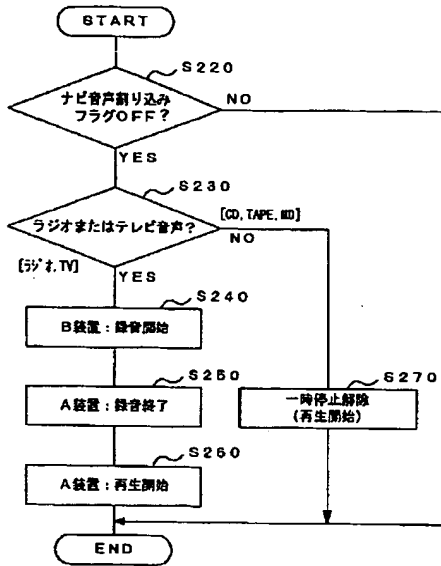 START
S220
ナビ音声割り込み
フラグOFF?
NO
YES
S230
ラジオまたはテレビ音声?
[CD,TAPE,MD]
NO
[ラジオ,TV]
YES
S240
B装置:録音開始
S250
A装置:録音終了
S270
一時停止解除
(再生開始)
S260
A装置:再生開始
END